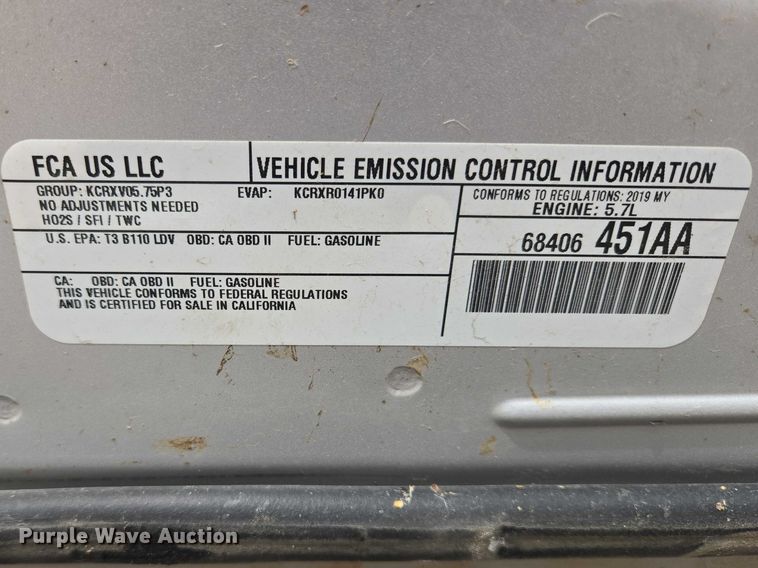 FCA US LLC
VEHICLE EMISSION CONTROL INFORMATION
GROUP: KCRXV05.75P3 EVAP: KCRXR0141PK0
NO ADJUSTMENTS NEEDED
HO2S / SFI / TWC
CONFORMS TO REGULATIONS: 2019 MY
ENGINE: 5.7L
U.S. EPA: T3 B110 LDV OBD: CA OBD II FUEL: GASOLINE
68406 451AA
CA: OBD: CA OBD II FUEL: GASOLINE
THIS VEHICLE CONFORMS TO FEDERAL REGULATIONS
AND IS CERTIFIED FOR SALE IN CALIFORNIA
Purple Wave Auction